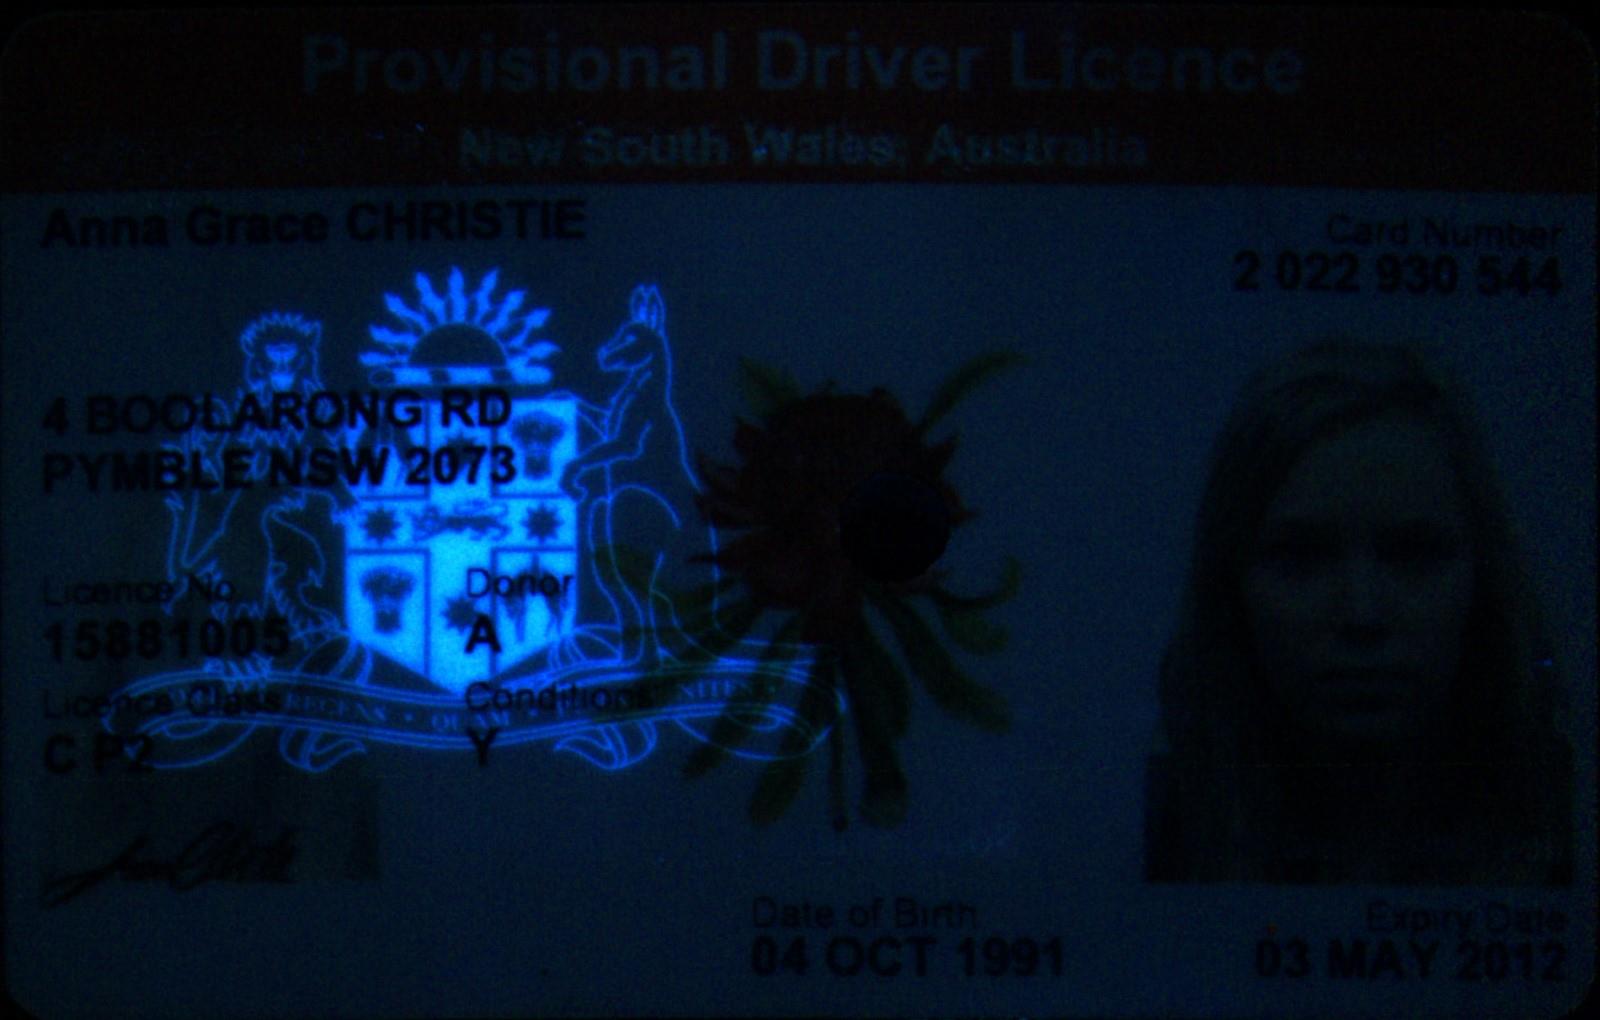 Provisional Driver Licence
New South Wales, Australia
Anna Grace CHRISTIE
Card Number
2 022 930 544
4 BOOLARONG RD
PYMBLE NSW 2073
Licence No.
15881005
Donor
A
Licence Class
C P2
Conditions
Y
REGENS • QUAM •
Date of Birth
04 OCT 1991
Expiry Date
03 MAY 2012